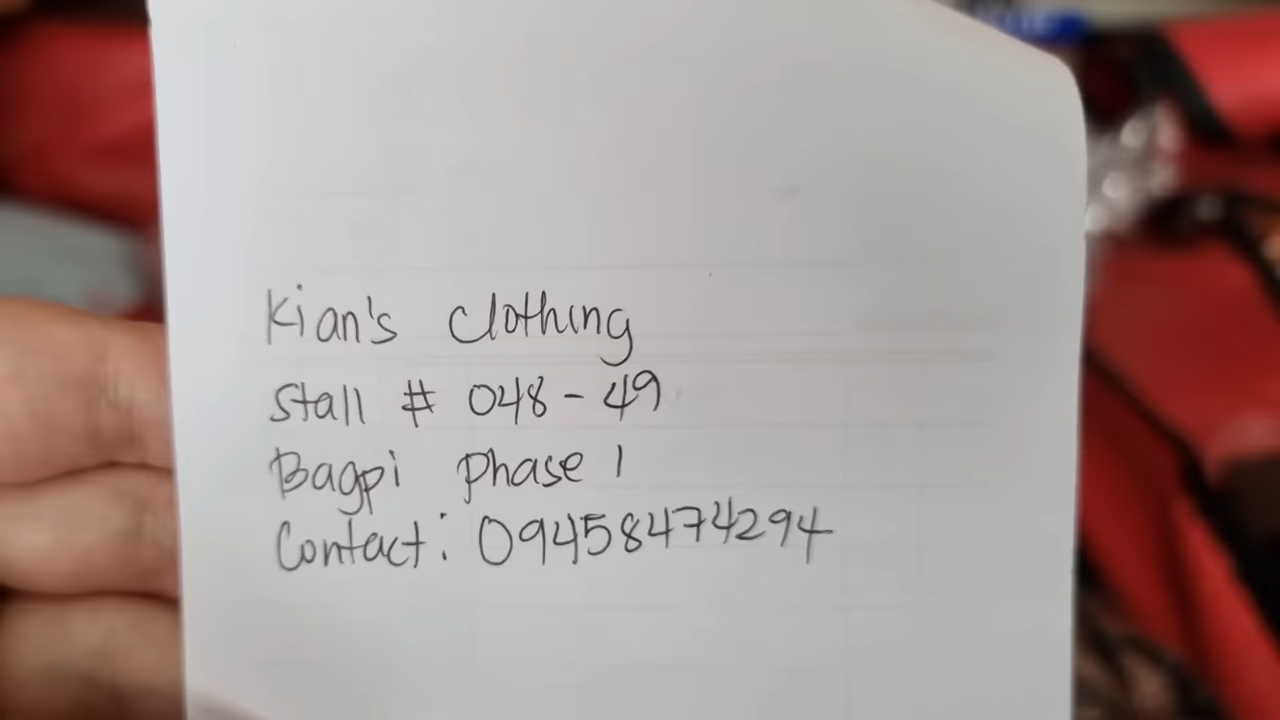 Kian's Clothing
Stall # 048-49
Bagpi Phase 1
Contact: 09458474294